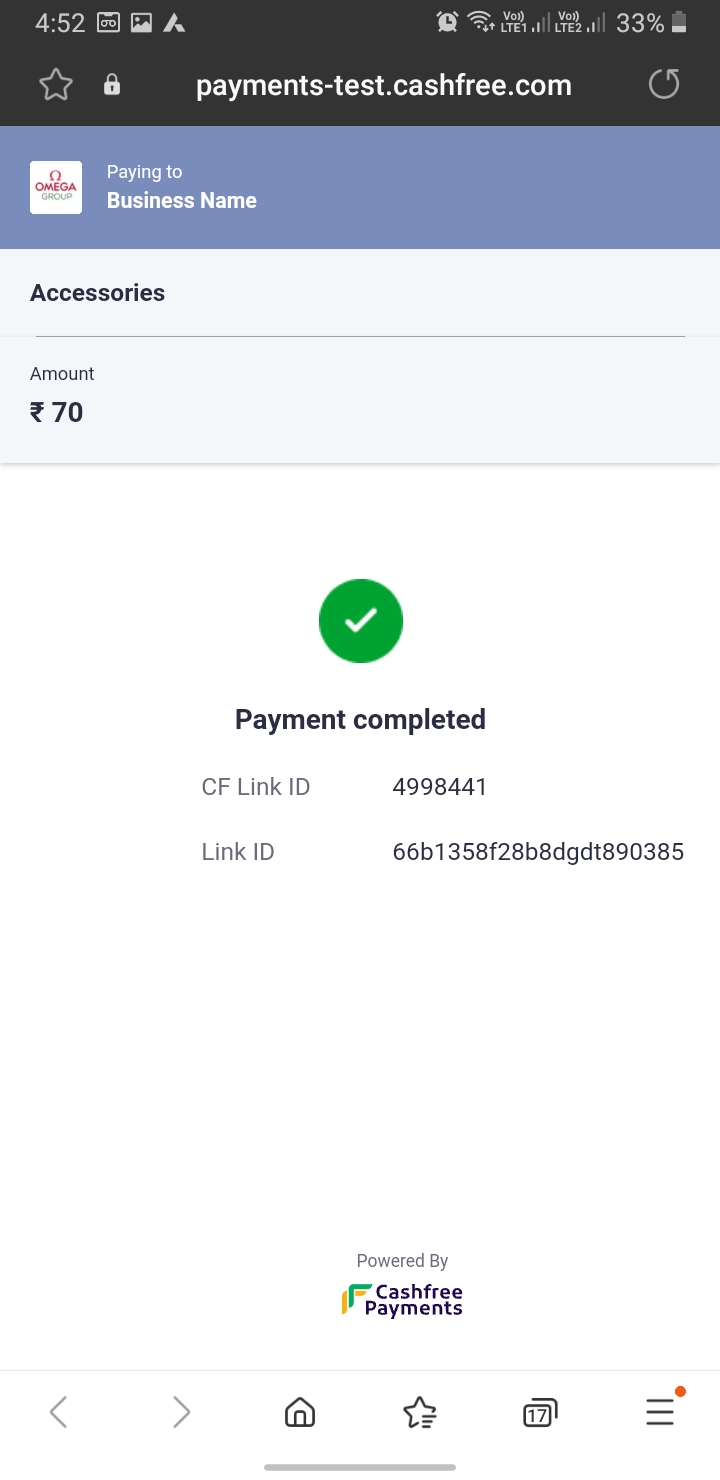 4:52
Vo)) LTE1 Vo)) LTE2 33%
payments-test.cashfree.com
OMEGA
GROUP
Paying to
Business Name
Accessories
Amount
₹ 70
Payment completed
CF Link ID 4998441
Link ID 66b1358f28b8dgdt890385
Powered By
Cashfree
Payments
17